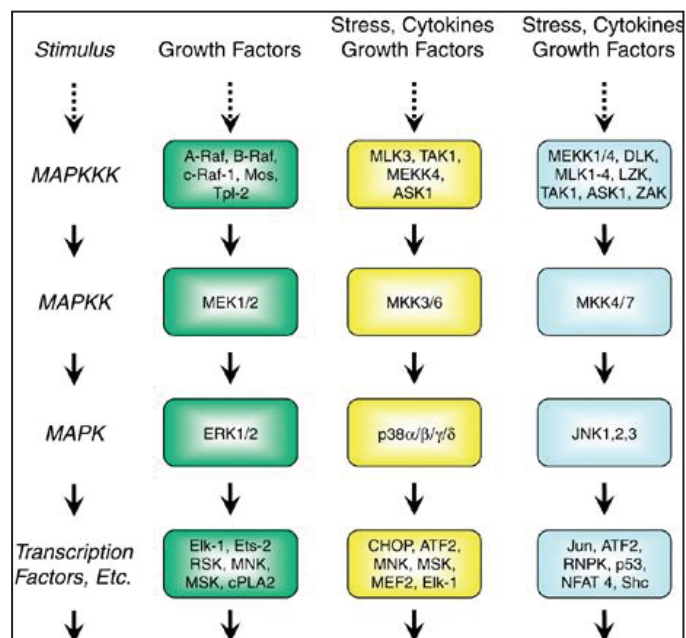 Stimulus
Growth Factors
Stress, Cytokines
Growth Factors
Stress, Cytokines
Growth Factors
MAPKKK
A-Raf, B-Raf,
c-Raf-1, Mos,
Tpl-2
MLK3, TAK1,
MEKK4,
ASK1
MEKK1/4, DLK,
MLK1-4, LZK,
TAK1, ASK1, ZAK
MAPKK
MEK1/2
MKK3/6
MKK4/7
MAPK
ERK1/2
p38α/β/γ/δ
JNK1,2,3
Transcription
Factors, Etc.
Elk-1, Ets-2
RSK, MNK,
MSK, cPLA2
CHOP, ATF2,
MNK, MSK,
MEF2, Elk-1
Jun, ATF2,
RNPK, p53,
NFAT 4, Shc